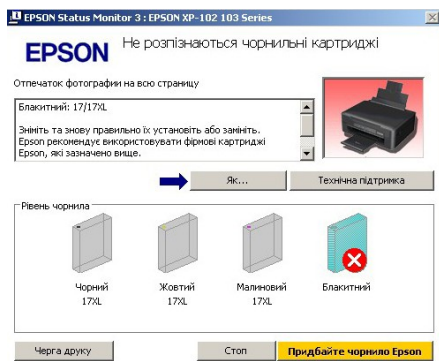 EPSON Status Monitor 3 : EPSON XP-102 103 Series
EPSON
Не розпізнаються чорнильні картриджі
Отпечаток фотографии на всю страницу
Блакитний: 17/17XL
Зніміть та знову правильно їх установіть або замініть.
Epson рекомендує використовувати фірмові картриджі
Epson, які зазначено вище.
Як...
Технічна підтримка
Рівень чорнила
Чорний
Жовтий
Малиновий
Блакитний
17XL
17XL
17XL
Черга друку
Стоп
Придбайте чорнило Epson